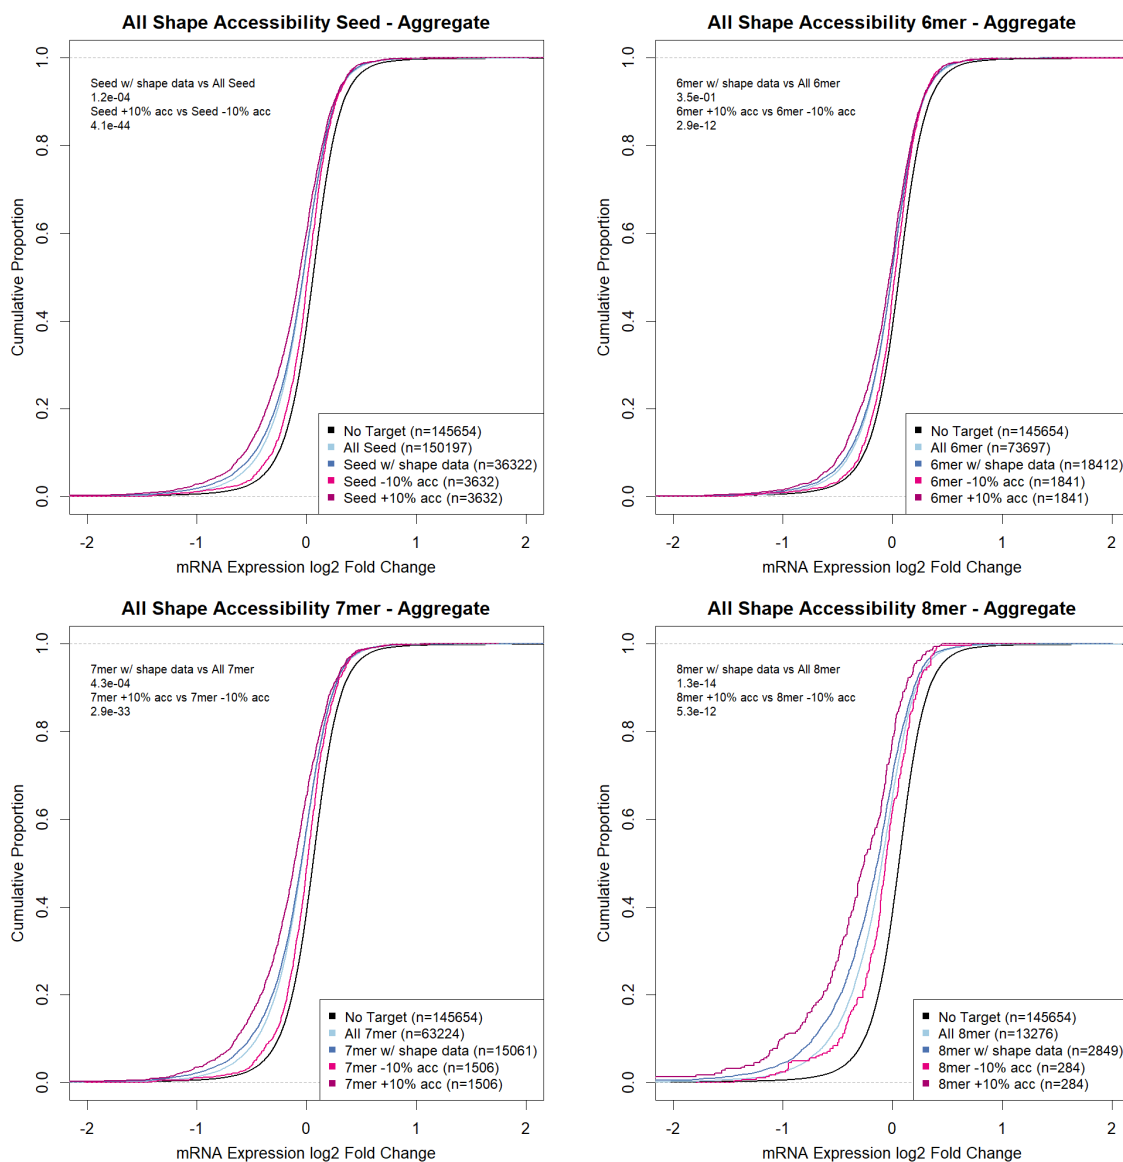 All Shape Accessibility Seed - Aggregate
Cumulative Proportion
1.0
0.8
0.6
0.4
0.2
0.0
Seed w/ shape data vs All Seed
1.2e-04
Seed +10% acc vs Seed -10% acc
4.1e-44
No Target (n=145654)
All Seed (n=150197)
Seed w/ shape data (n=36322)
Seed -10% acc (n=3632)
Seed +10% acc (n=3632)
-2 -1 0 1 2
mRNA Expression log2 Fold Change
All Shape Accessibility 6mer - Aggregate
Cumulative Proportion
1.0
0.8
0.6
0.4
0.2
0.0
6mer w/ shape data vs All 6mer
3.5e-01
6mer +10% acc vs 6mer -10% acc
2.9e-12
No Target (n=145654)
All 6mer (n=73697)
6mer w/ shape data (n=18412)
6mer -10% acc (n=1841)
6mer +10% acc (n=1841)
-2 -1 0 1 2
mRNA Expression log2 Fold Change
All Shape Accessibility 7mer - Aggregate
Cumulative Proportion
1.0
0.8
0.6
0.4
0.2
0.0
7mer w/ shape data vs All 7mer
4.3e-04
7mer +10% acc vs 7mer -10% acc
2.9e-33
No Target (n=145654)
All 7mer (n=63224)
7mer w/ shape data (n=15061)
7mer -10% acc (n=1506)
7mer +10% acc (n=1506)
-2 -1 0 1 2
mRNA Expression log2 Fold Change
All Shape Accessibility 8mer - Aggregate
Cumulative Proportion
1.0
0.8
0.6
0.4
0.2
0.0
8mer w/ shape data vs All 8mer
1.3e-14
8mer +10% acc vs 8mer -10% acc
5.3e-12
No Target (n=145654)
All 8mer (n=13276)
8mer w/ shape data (n=2849)
8mer -10% acc (n=284)
8mer +10% acc (n=284)
-2 -1 0 1 2
mRNA Expression log2 Fold Change